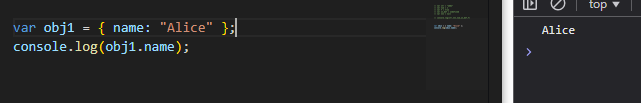 var obj1 = { name: "Alice" };
console.log(obj1.name);
top
Alice